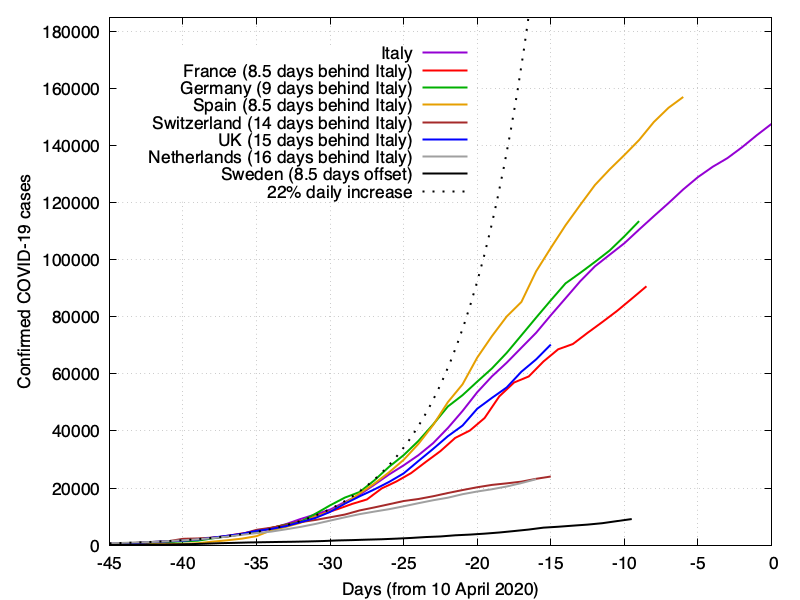 180000
160000
140000
120000
100000
80000
60000
40000
20000
0
Confirmed COVID-19 cases
Italy
France (8.5 days behind Italy)
Germany (9 days behind Italy)
Spain (8.5 days behind Italy)
Switzerland (14 days behind Italy)
UK (15 days behind Italy)
Netherlands (16 days behind Italy)
Sweden (8.5 days offset)
22% daily increase
-45 -40 -35 -30 -25 -20 -15 -10 -5 0
Days (from 10 April 2020)